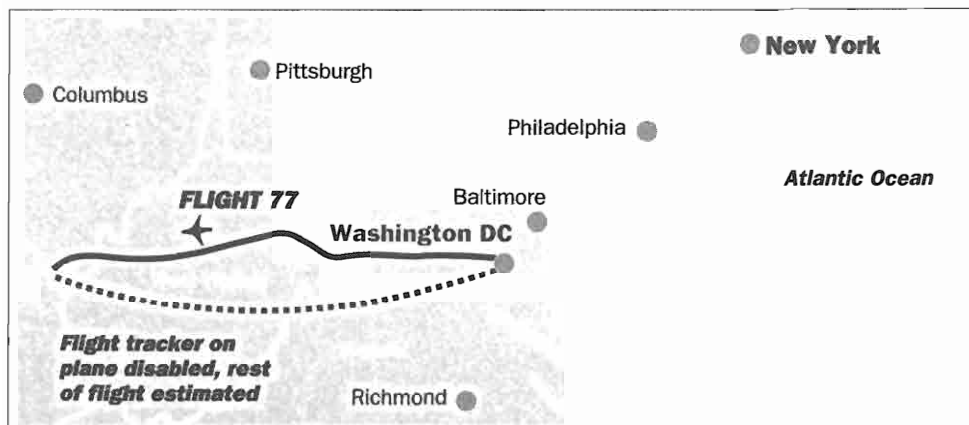 New York
Pittsburgh
Columbus
Philadelphia
Atlantic Ocean
FLIGHT 77
Baltimore
Washington DC
Flight tracker on
plane disabled, rest
of flight estimated
Richmond